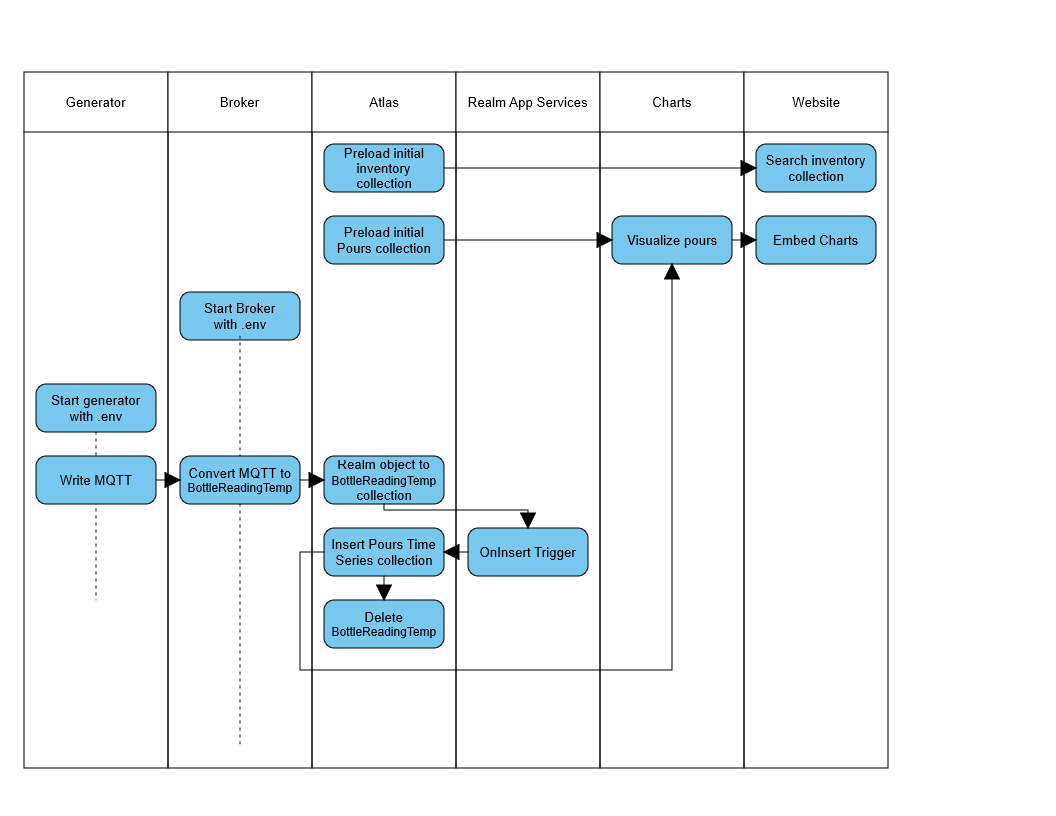 Generator
Broker
Atlas
Realm App Services
Charts
Website
Preload initial
inventory
collection
Search inventory
collection
Preload initial
Pours collection
Visualize pours
Embed Charts
Start Broker
with .env
Start generator
with .env
Write MQTT
Convert MQTT to
BottleReadingTemp
Realm object to
BottleReadingTemp
collection
Insert Pours Time
Series collection
OnInsert Trigger
Delete
BottleReadingTemp